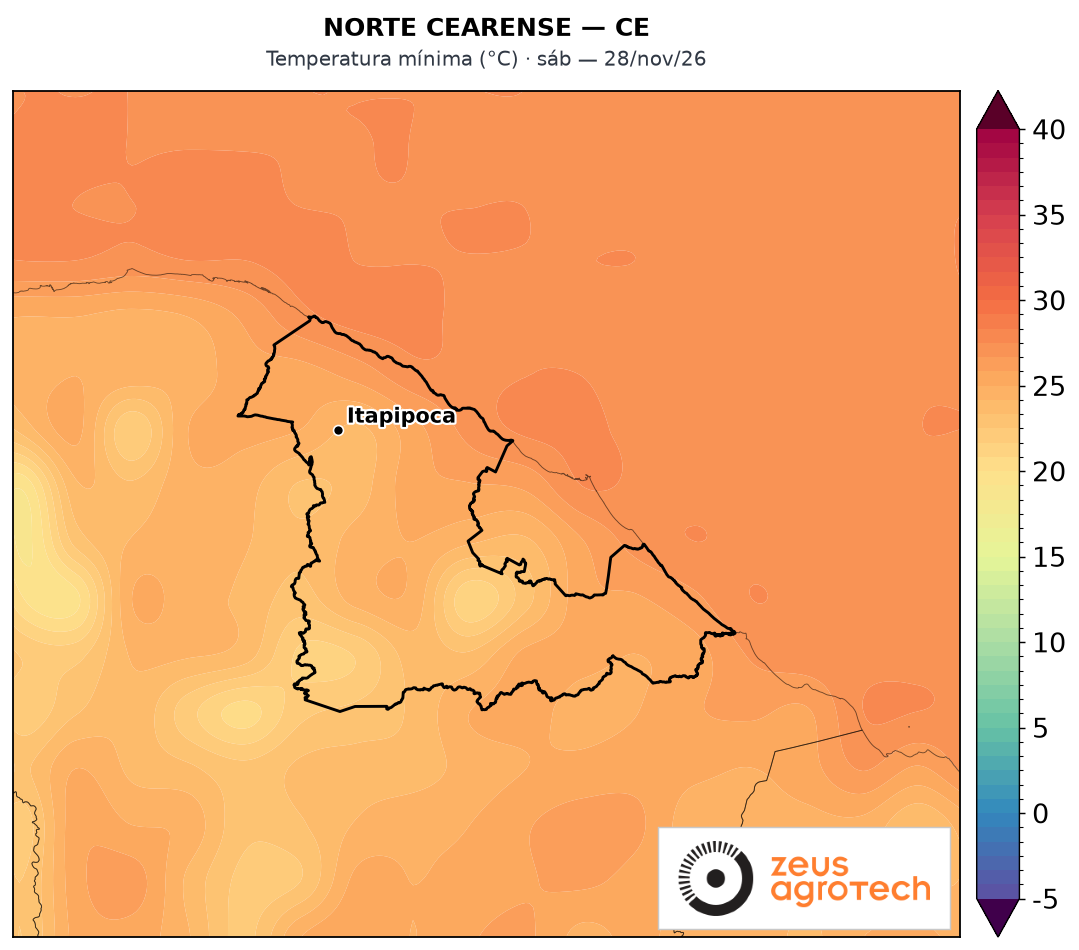 NORTE CEARENSE — CE
Temperatura mínima (°C) · sáb — 28/nov/26
Itapipoca
40
35
30
25
20
15
10
5
0
-5
zeus
agrotech